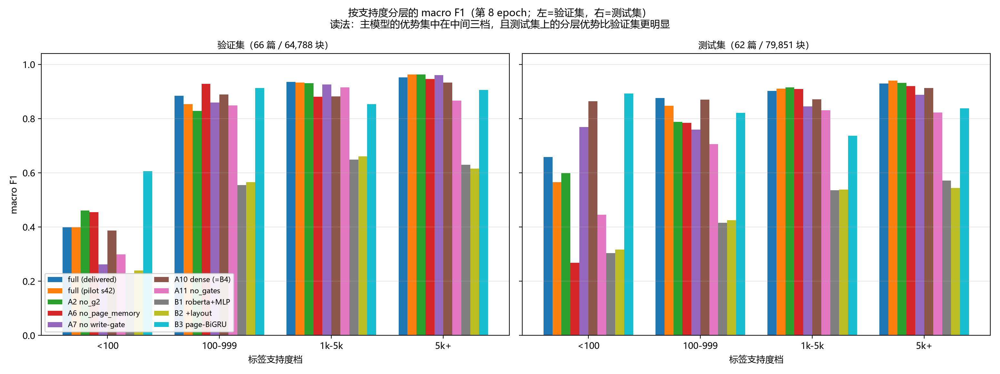 按支持度分层的 macro F1（第 8 epoch；左=验证集，右=测试集）
读法：主模型的优势集中在中间三档，且测试集上的分层优势比验证集更明显
验证集（66 篇 / 64,788 块）
测试集（62 篇 / 79,851 块）
macro F1
1.0
0.8
0.6
0.4
0.2
0.0
full (delivered)
full (pilot s42)
A2 no_g2
A6 no_page_memory
A7 no write-gate
A10 dense (=B4)
A11 no_gates
B1 roberta+MLP
B2 +layout
B3 page-BiGRU
<100 100-999 1k-5k 5k+
<100 100-999 1k-5k 5k+
标签支持度档
标签支持度档